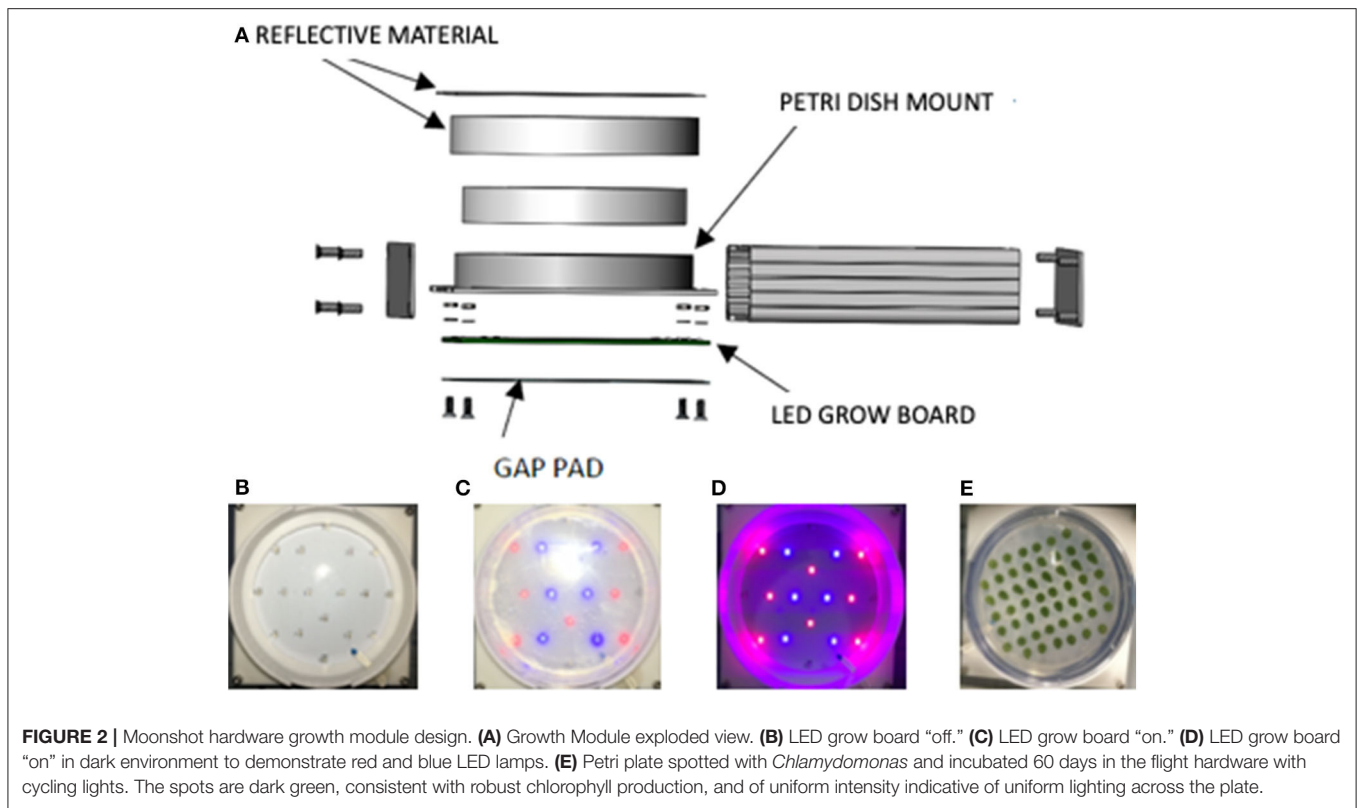 A REFLECTIVE MATERIAL
PETRI DISH MOUNT
LED GROW BOARD
GAP PAD
B
C
D
E
FIGURE 2 | Moonshot hardware growth module design. (A) Growth Module exploded view. (B) LED grow board “off.” (C) LED grow board “on.” (D) LED grow board
“on” in dark environment to demonstrate red and blue LED lamps. (E) Petri plate spotted with Chlamydomonas and incubated 60 days in the flight hardware with
cycling lights. The spots are dark green, consistent with robust chlorophyll production, and of uniform intensity indicative of uniform lighting across the plate.